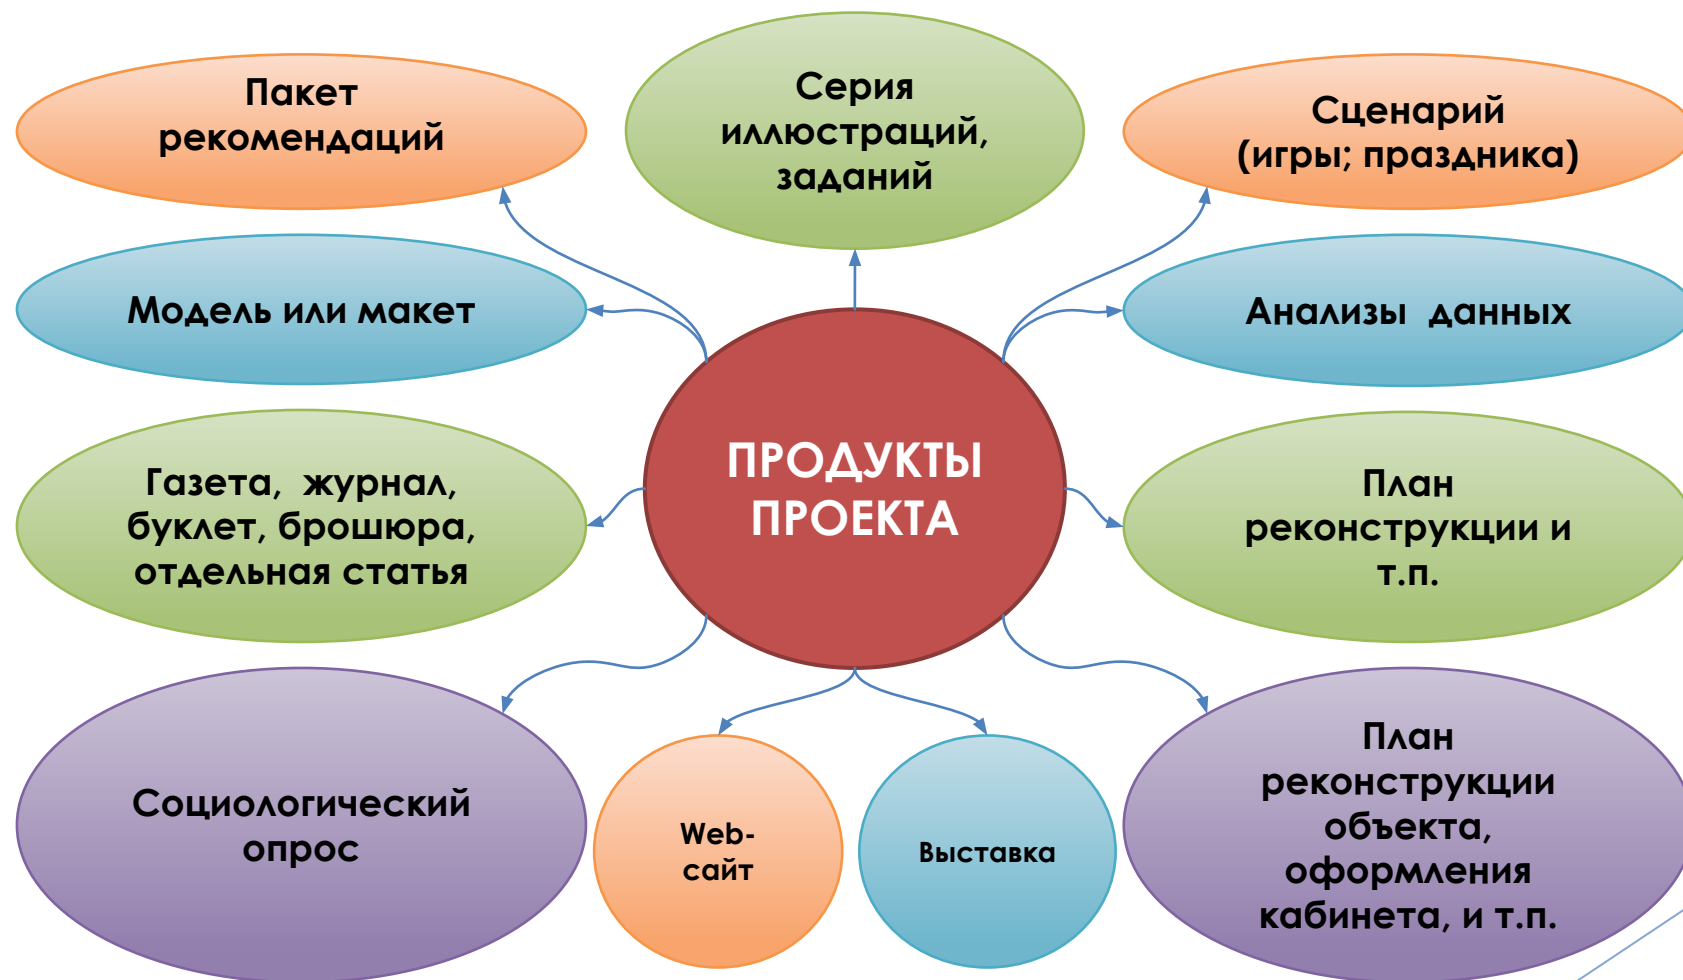 Пакет
рекомендаций
Серия
иллюстраций,
заданий
Сценарий
(игры; праздника)
Модель или макет
Анализы данных
ПРОДУКТЫ
ПРОЕКТА
Газета, журнал,
буклет, брошюра,
отдельная статья
План
реконструкции и
т.п.
Социологический
опрос
Web-
сайт
Выставка
План
реконструкции
объекта,
оформления
кабинета, и т.п.